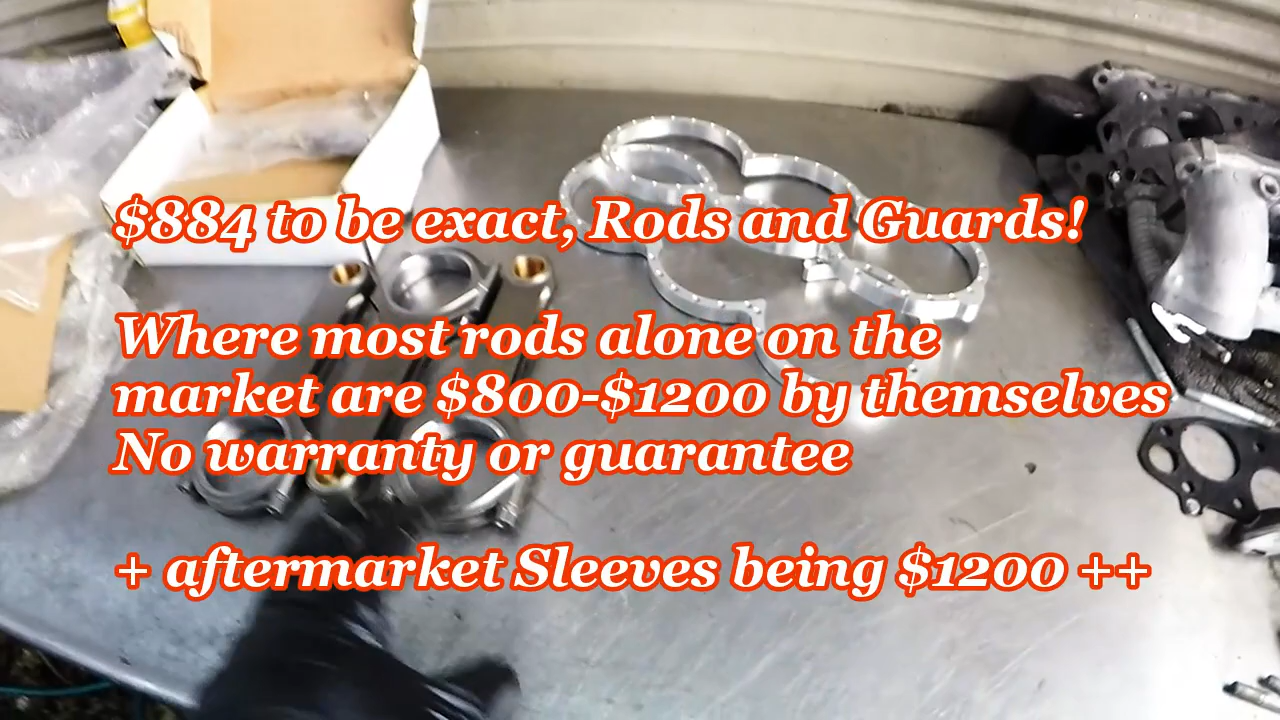 $884 to be exact, Rods and Guards!
Where most rods alone on the
market are $800-$1200 by themselves
No warranty or guarantee
+ aftermarket Sleeves being $1200 ++